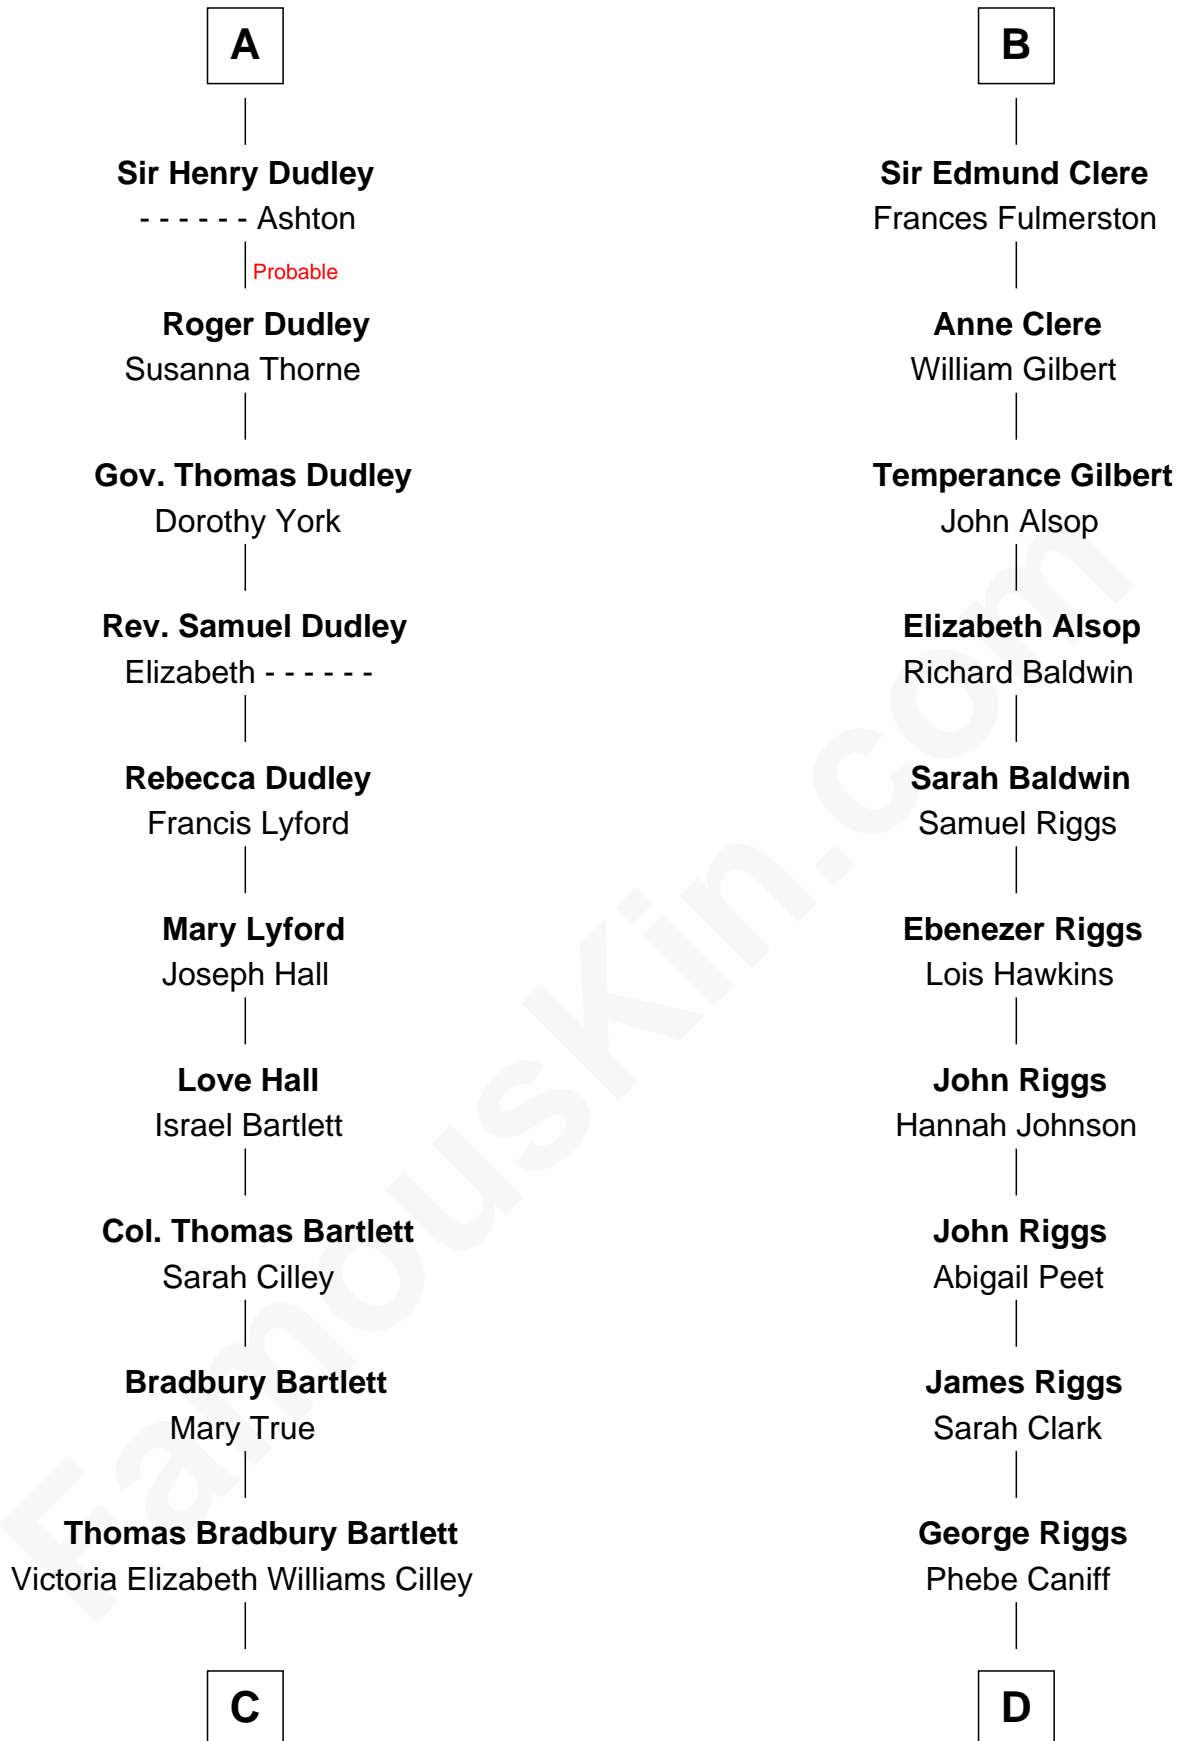 A
Sir Henry Dudley
- - - - - - Ashton
Probable
Roger Dudley
Susanna Thorne
Gov. Thomas Dudley
Dorothy York
Rev. Samuel Dudley
Elizabeth - - - - - -
Rebecca Dudley
Francis Lyford
Mary Lyford
Joseph Hall
Love Hall
Israel Bartlett
Col. Thomas Bartlett
Sarah Cilley
Bradbury Bartlett
Mary True
Thomas Bradbury Bartlett
Victoria Elizabeth Williams Cilley
C
B
Sir Edmund Clere
Frances Fulmerston
Anne Clere
William Gilbert
Temperance Gilbert
John Alsop
Elizabeth Alsop
Richard Baldwin
Sarah Baldwin
Samuel Riggs
Ebenezer Riggs
Lois Hawkins
John Riggs
Hannah Johnson
John Riggs
Abigail Peet
James Riggs
Sarah Clark
George Riggs
Phebe Caniff
D
FamousKin.com